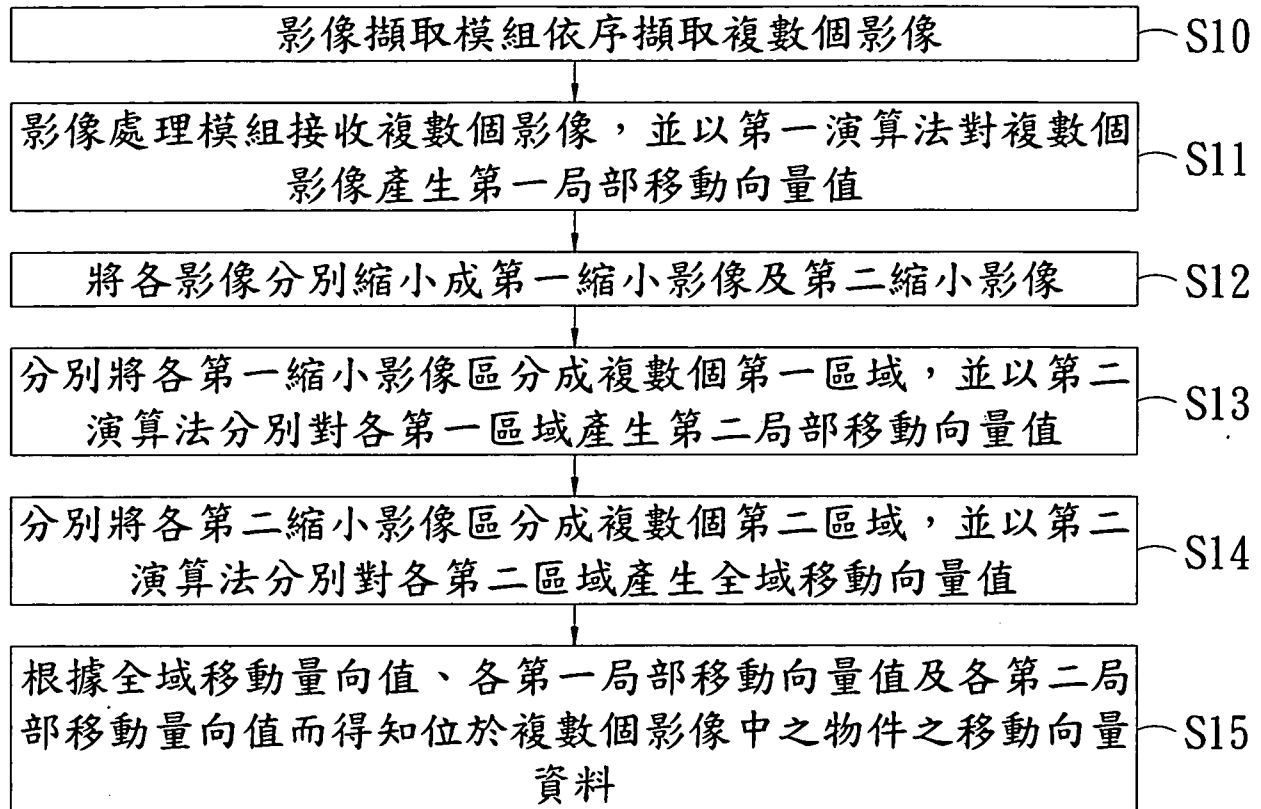 影像擷取模組依序擷取複數個影像
S10
影像處理模組接收複數個影像，並以第一演算法對複數個
影像產生第一局部移動向量值
S11
將各影像分別縮小成第一縮小影像及第二縮小影像
S12
分別將各第一縮小影像區分成複數個第一區域，並以第二
演算法分別對各第一區域產生第二局部移動向量值
S13
分別將各第二縮小影像區分成複數個第二區域，並以第二
演算法分別對各第二區域產生全域移動向量值
S14
根據全域移動量向值、各第一局部移動向量值及各第二局
部移動量向值而得知位於複數個影像中之物件之移動向量
資料
S15